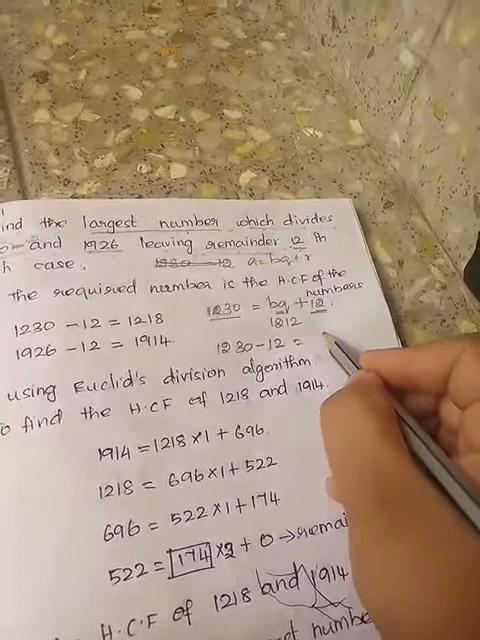 ind the largest number which divides
and 1926 leaving remainder 12 in
h case. 1230 - 12 a = bq + r
the required number is the H.C.F of the
numbers
1230 = bq + 12.
1230 - 12 = 1218
1812
1926 - 12 = 1914.
1230 - 12 =
using Euclid's division algorithm.
o find the H.C.F of 1218 and 1914.
1914 = 1218 × 1 + 696.
1218 = 696 × 1 + 522
696 = 522 × 1 + 174
522 = 174 × 3 + 0 → remai
H.C.F of 1218 and 1914
numbe